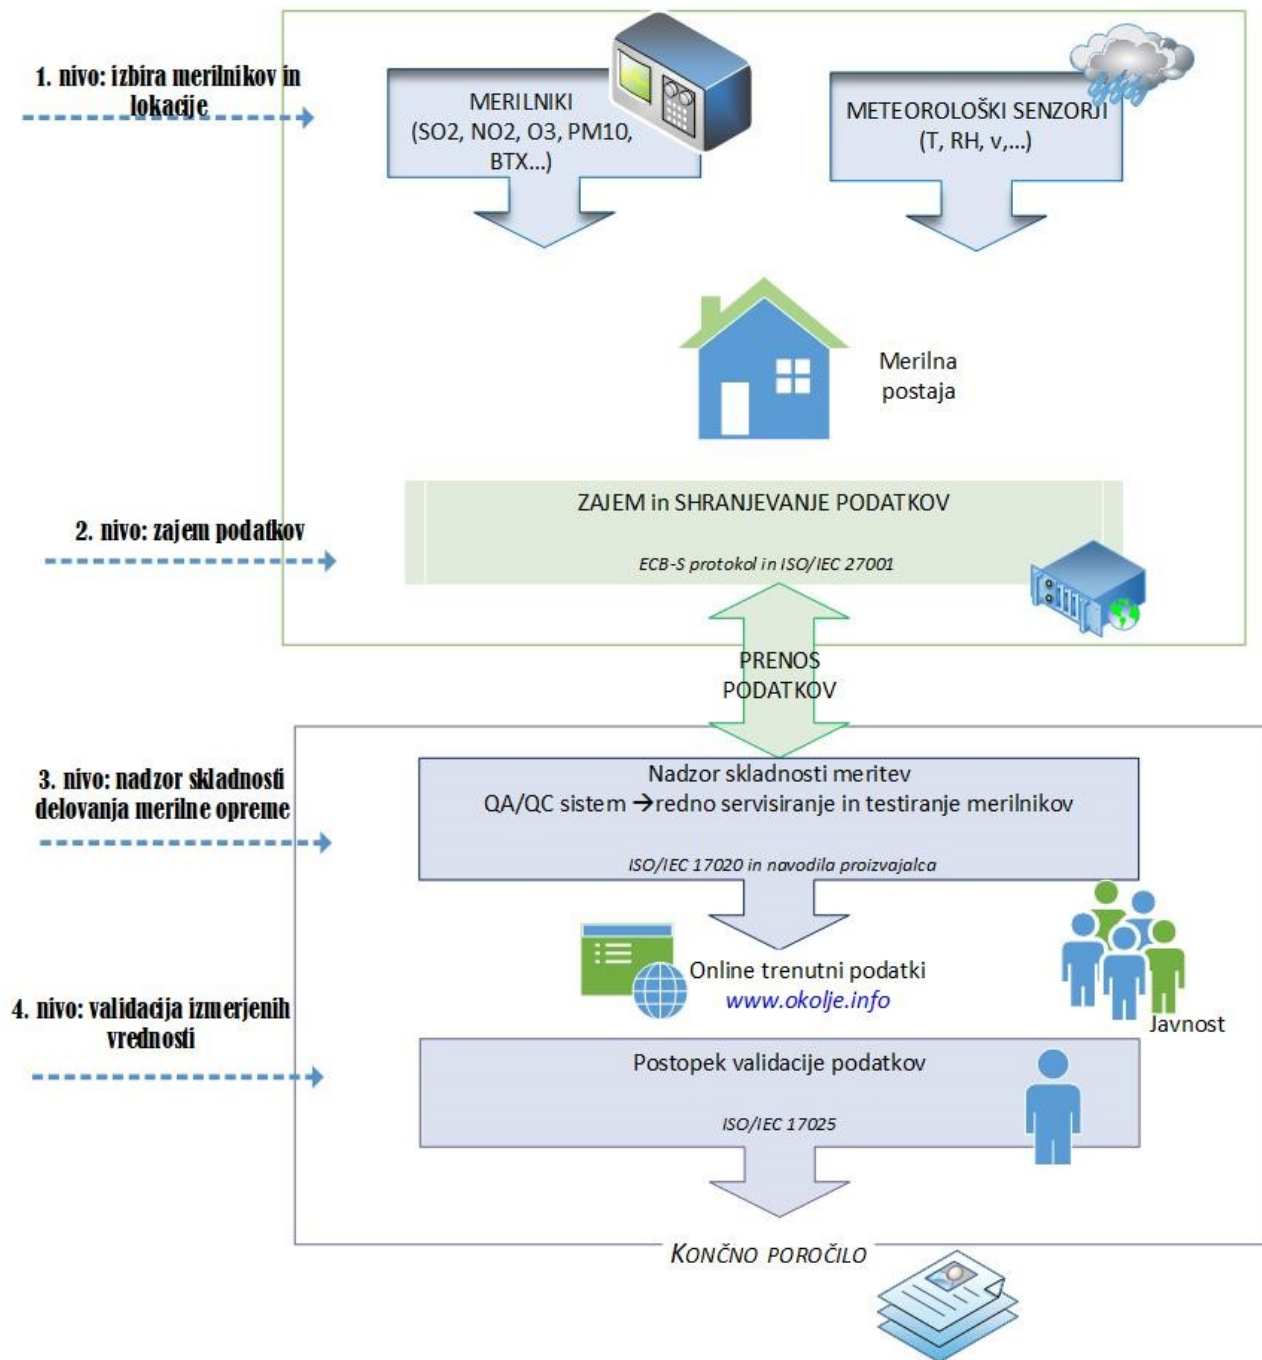 1. nivo: izbira merilnikov in
lokacije
MERILNIKI
(SO2, NO2, O3, PM10,
BTX...)
METEOROLOŠKI SENZORJI
(T, RH, v,...)
Merilna
postaja
2. nivo: zajem podatkov
ZAJEM in SHRANJEVANJE PODATKOV
ECB-S protokol in ISO/IEC 27001
PRENOS
PODATKOV
3. nivo: nadzor skladnosti
delovanja merilne opreme
Nadzor skladnosti meritev
QA/QC sistem →redno servisiranje in testiranje merilnikov
ISO/IEC 17020 in navodila proizvajalca
Online trenutni podatki
www.okolje.info
Javnost
4. nivo: validacija izmerjenih
vrednosti
Postopek validacije podatkov
ISO/IEC 17025
KONČNO POROČILO